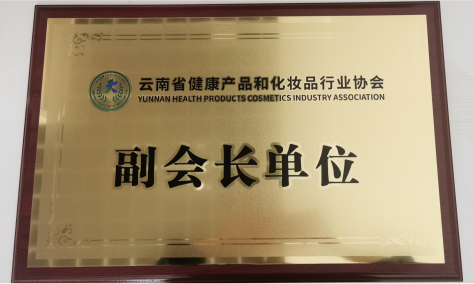 云南省健康产品和化妆品行业协会
YUNNAN HEALTH PRODUCTS COSMETICS INDUSTRY ASSOCIATION
副会长单位